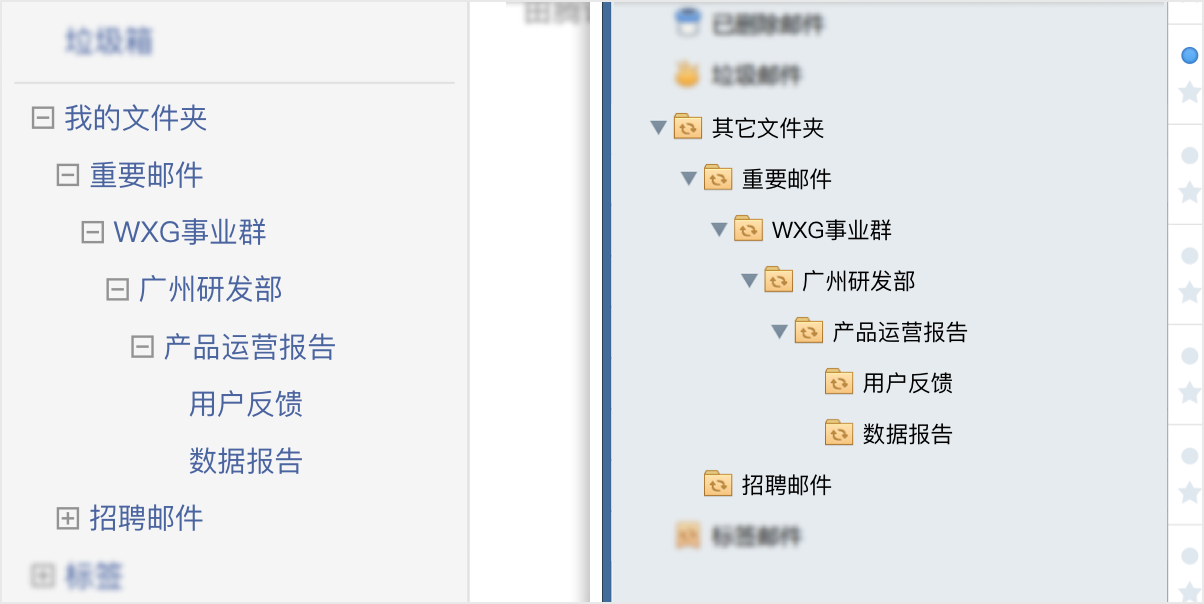 垃圾箱
我的文件夹
重要邮件
WXG事业群
广州研发部
产品运营报告
用户反馈
数据报告
招聘邮件
标签
已删除邮件
垃圾邮件
其它文件夹
重要邮件
WXG事业群
广州研发部
产品运营报告
用户反馈
数据报告
招聘邮件
标签邮件